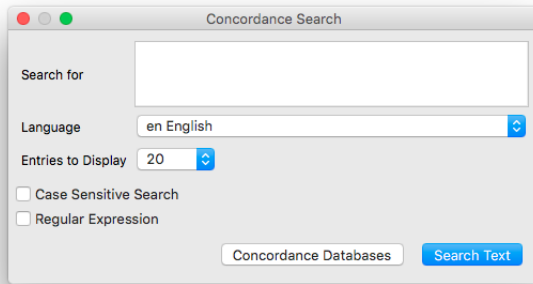 Concordance Search
Search for
Language en English
Entries to Display 20
Case Sensitive Search
Regular Expression
Concordance Databases Search Text